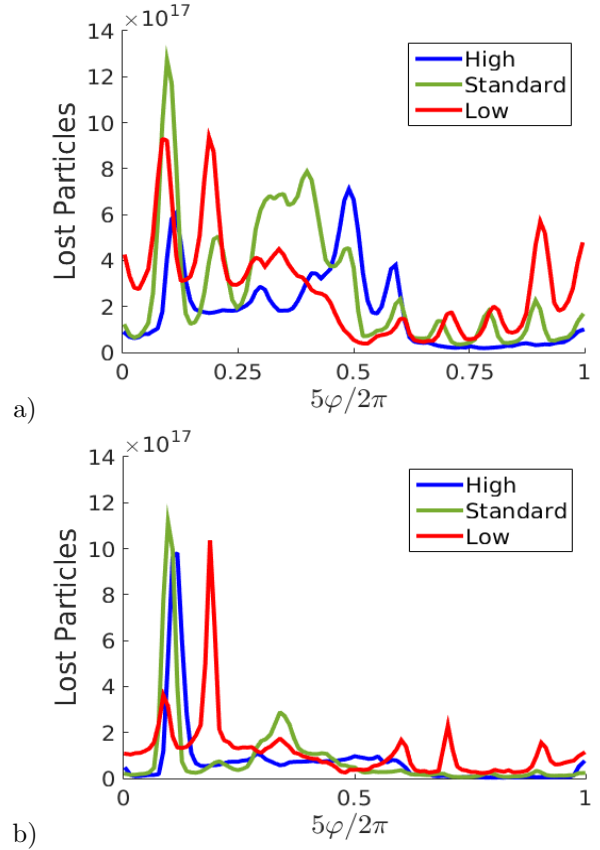 ×10^17
14
12
10
8
6
4
2
0
Lost Particles
High
Standard
Low
0 0.25 0.5 0.75 1
5φ/2π
a)
×10^17
14
12
10
8
6
4
2
0
Lost Particles
High
Standard
Low
0 0.5 1
5φ/2π
b)